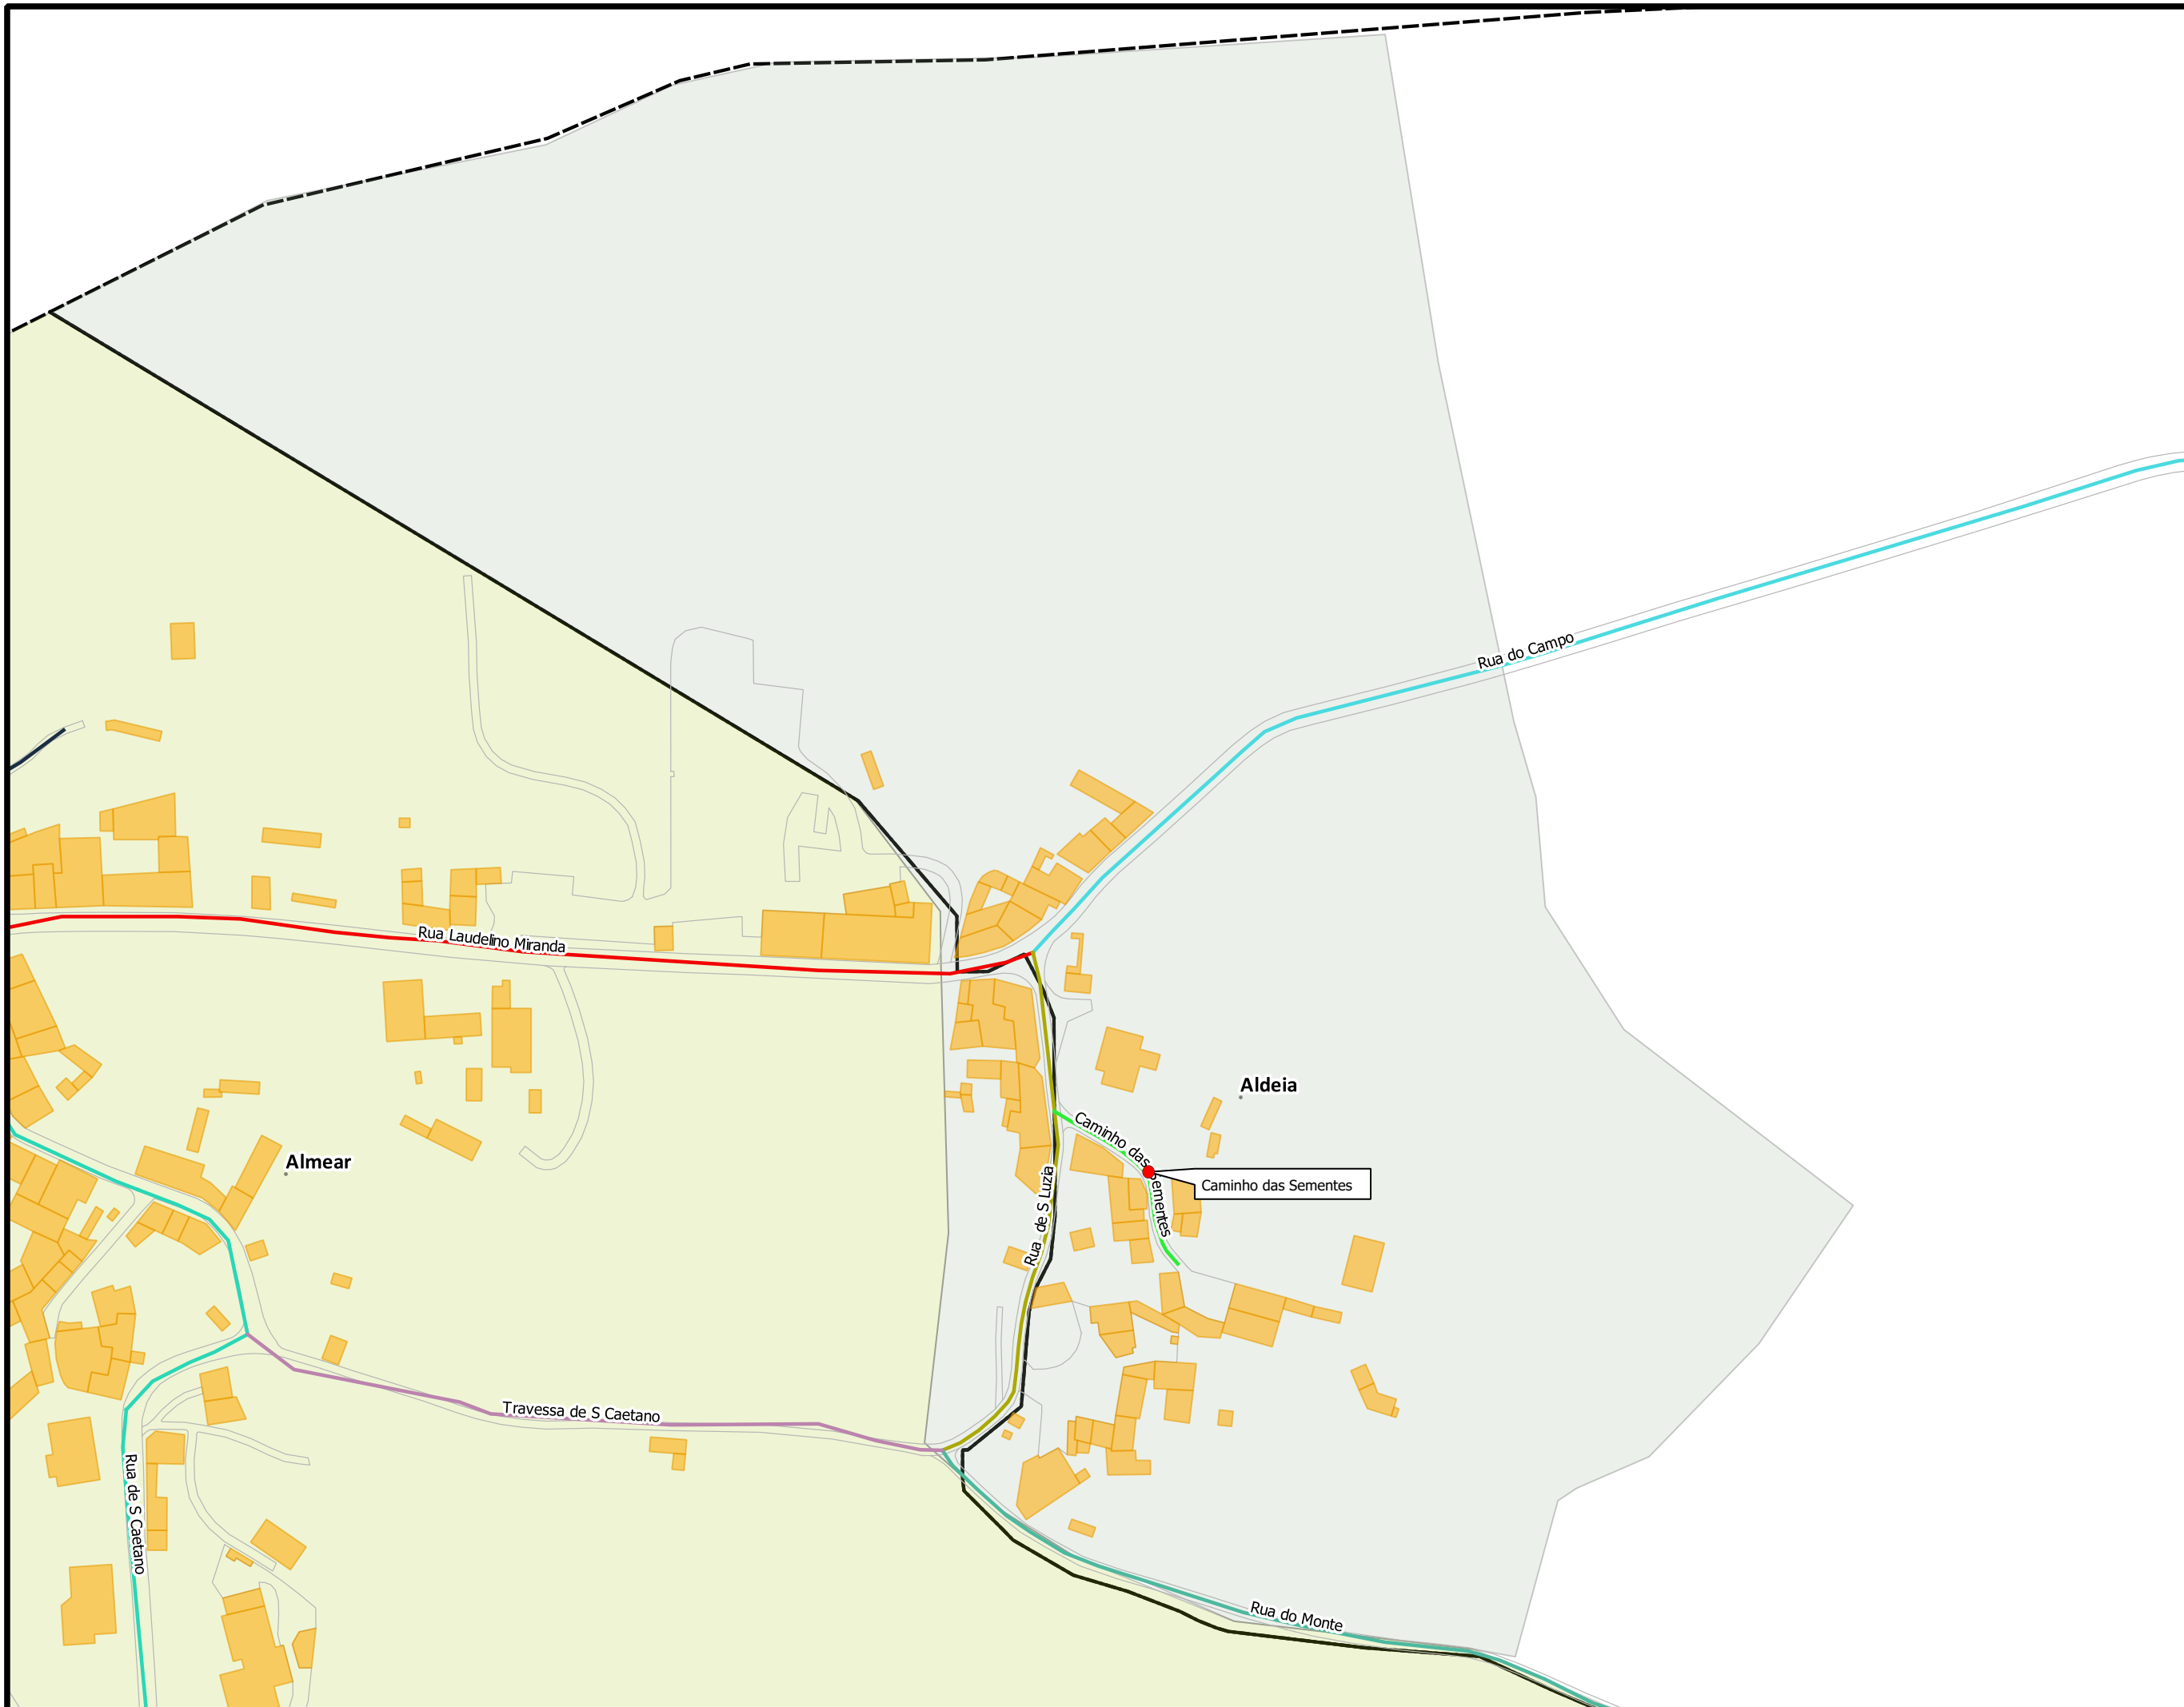 Rua do Campo
Rua Laudelino Miranda
Aldeia
Caminho das Sementes
Almear
Caminho das Sementes
Rua de S Luzia
Travessa de S Caetano
Rua de S Caetano
Rua do Monte